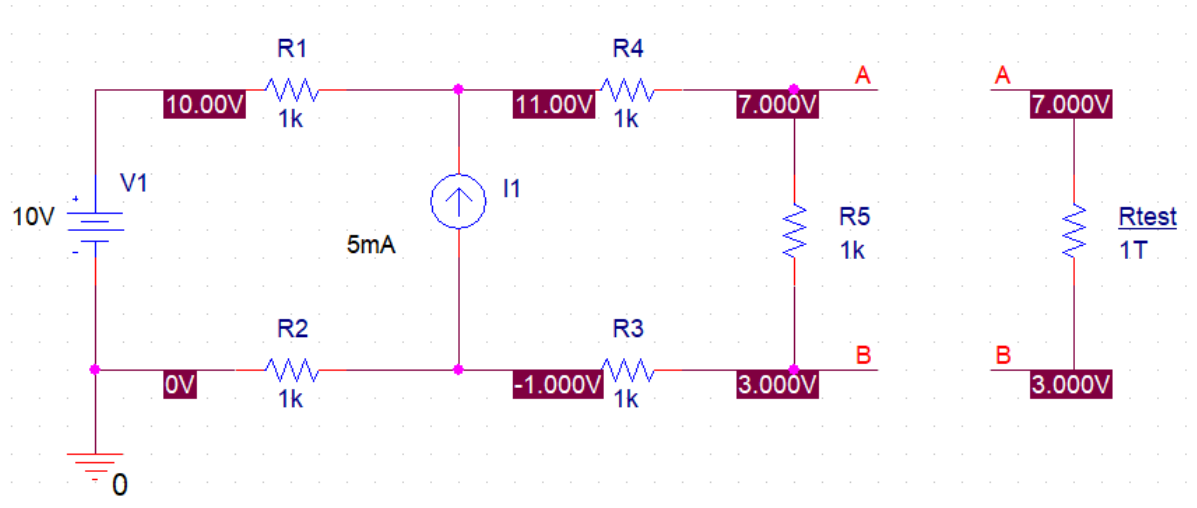 R1
R4
A
A
10.00V
1k
11.00V
1k
7.000V
7.000V
+
V1
10V
-
I1
5mA
R5
1k
Rtest
1T
R2
R3
B
B
0V
1k
-1.000V
1k
3.000V
3.000V
0